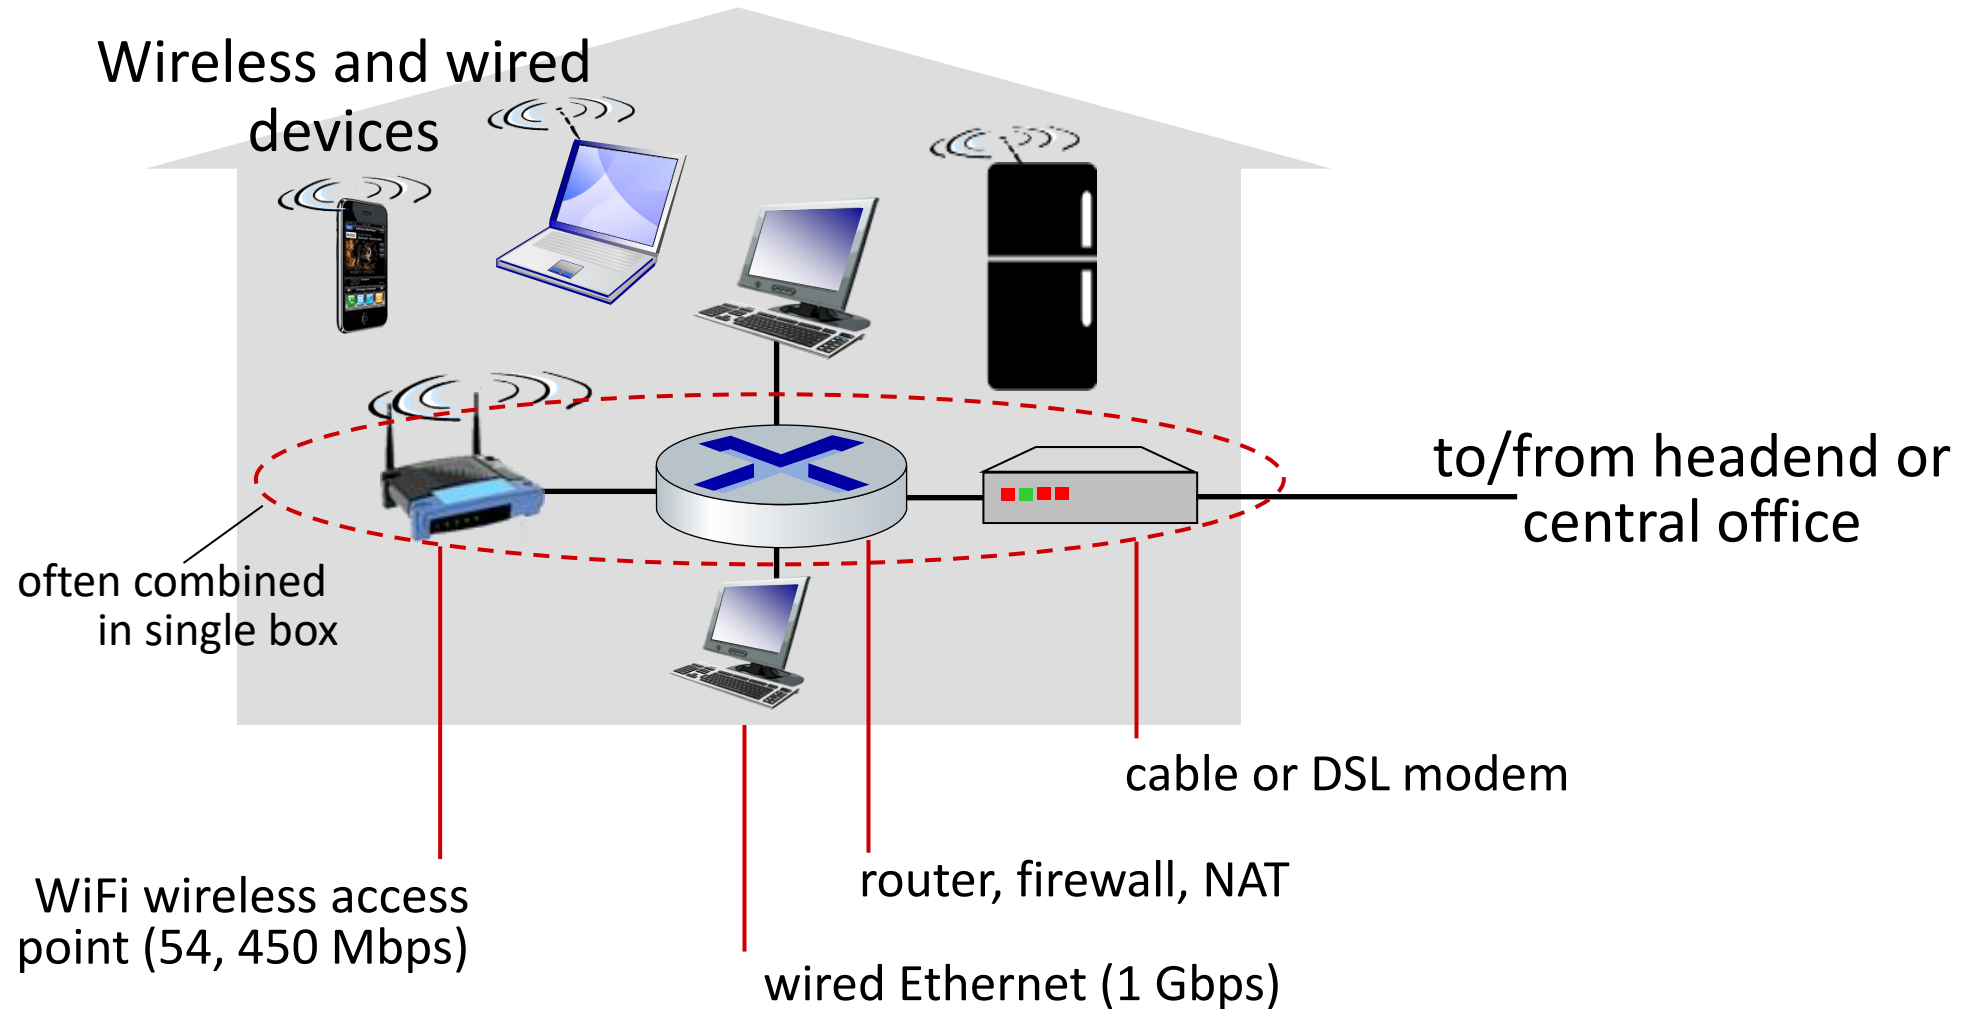 Wireless and wired
devices
to/from headend or
central office
often combined
in single box
cable or DSL modem
router, firewall, NAT
WiFi wireless access
point (54, 450 Mbps)
wired Ethernet (1 Gbps)